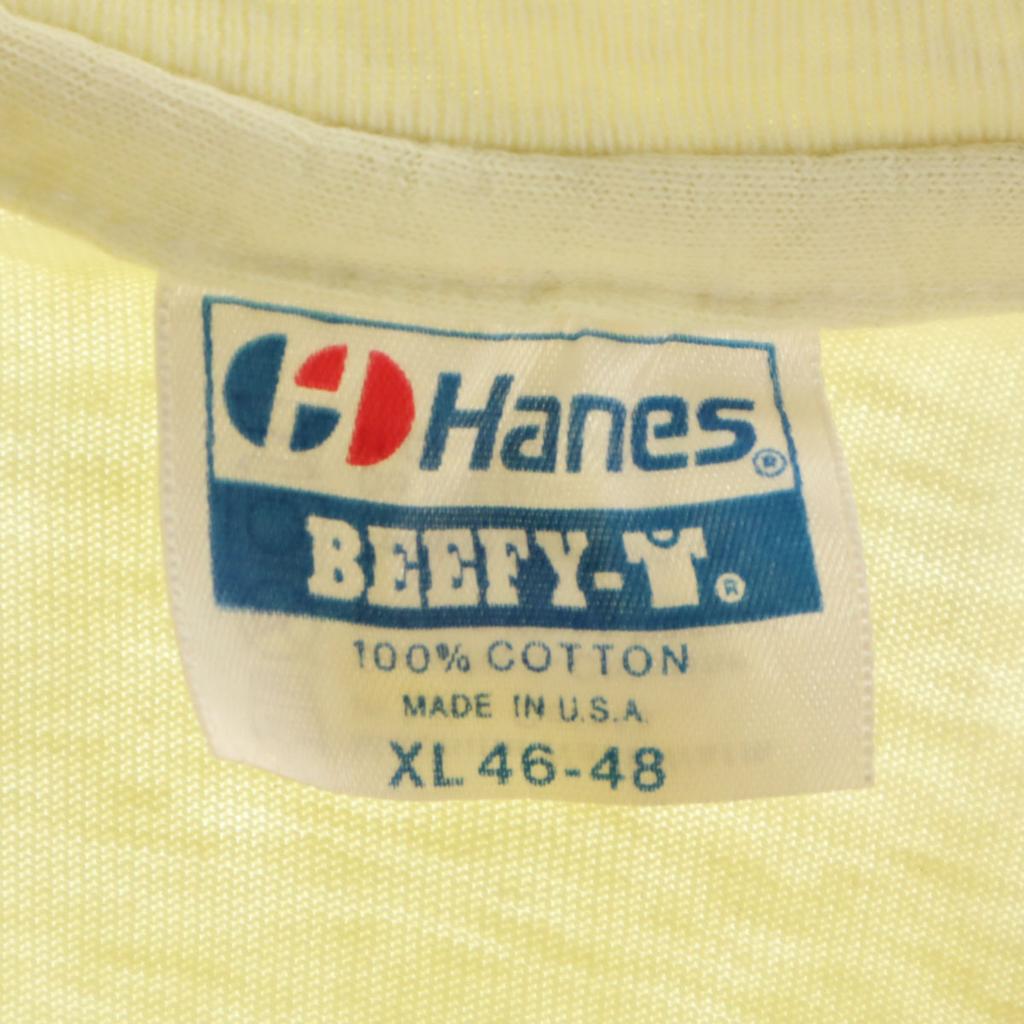 H Hanes®
BEEFY-T®
100% COTTON
MADE IN U.S.A.
XL 46-48